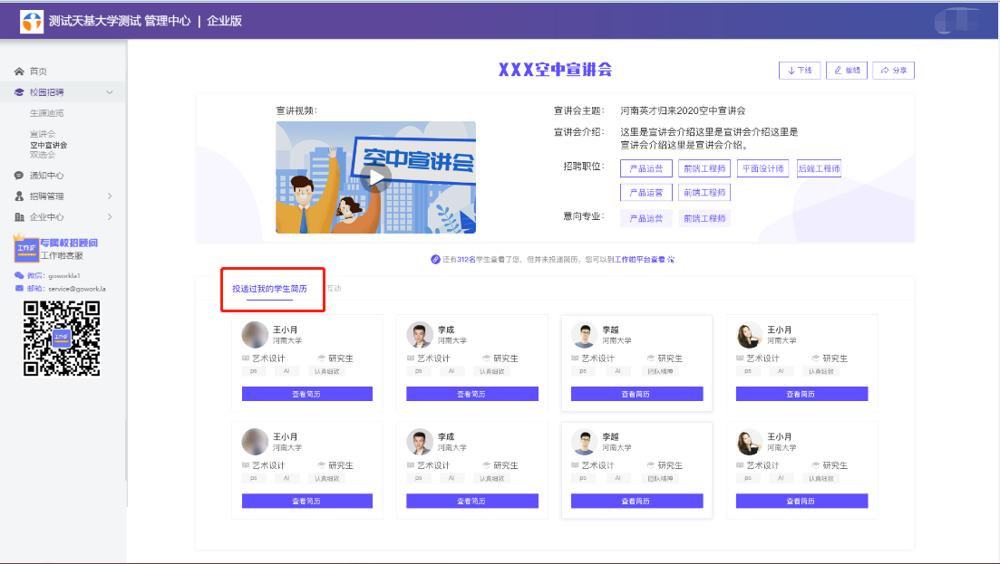 测试天基大学测试 管理中心 | 企业版
首页
校园招聘
生源速览
宣讲会
空中宣讲会
双选会
通知中心
招聘管理
企业中心
工作啦
专属校招顾问
工作啦客服
微信: goworkla1
邮箱: service@gowork.la
工作啦
XXX空中宣讲会
下线
编辑
分享
宣讲视频:
空中宣讲会
宣讲会主题: 河南英才归来2020空中宣讲会
宣讲会介绍: 这里是宣讲会介绍这里是宣讲会介绍这里是
宣讲会介绍这里是宣讲会介绍。
招聘职位: 产品运营 前端工程师 平面设计师 后端工程师
产品运营 前端工程师
意向专业: 产品运营 前端工程师
还有312名学生查看了您,但并未投递简历,您可以到工作啦平台查看
投递过我的学生简历 互动
王小月 李成 李越 王小月
河南大学 河南大学 河南大学 河南大学
艺术设计 研究生 艺术设计 研究生 艺术设计 研究生 艺术设计 研究生
ps AI 认真细致 ps AI 认真细致 ps AI 团队精神 ps AI 认真细致
查看简历 查看简历 查看简历 查看简历
王小月 李成 李越 王小月
河南大学 河南大学 河南大学 河南大学
艺术设计 研究生 艺术设计 研究生 艺术设计 研究生 艺术设计 研究生
ps AI 认真细致 ps AI 认真细致 ps AI 团队精神 ps AI 认真细致
查看简历 查看简历 查看简历 查看简历